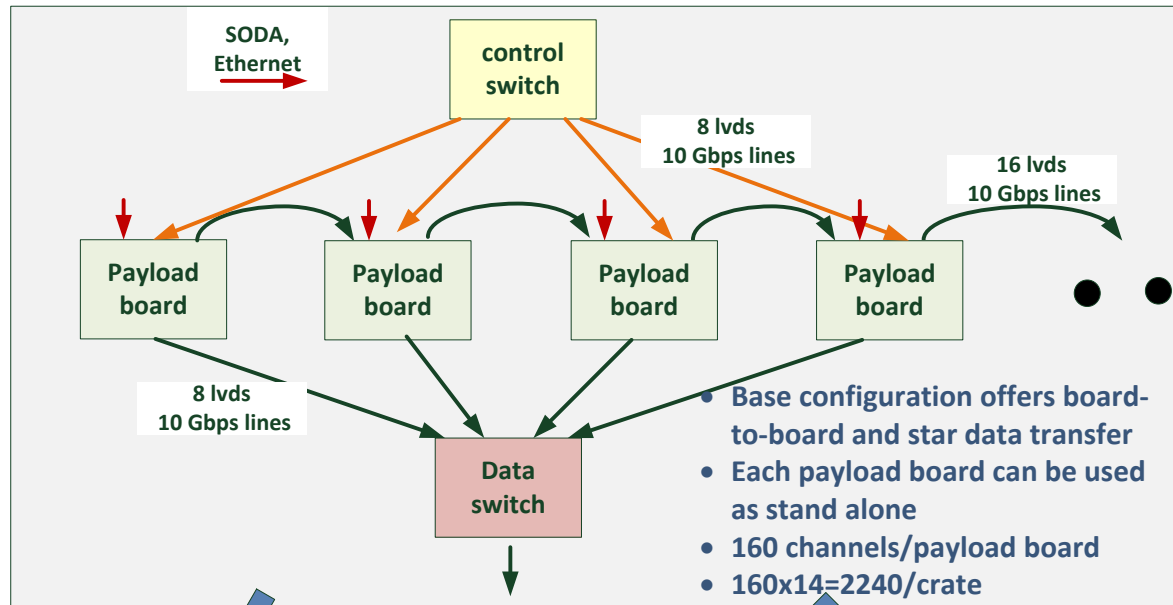 SODA,
Ethernet
control
switch
8 lvds
10 Gbps lines
16 lvds
10 Gbps lines
Payload
board
Payload
board
Payload
board
Payload
board
8 lvds
10 Gbps lines
Data
switch
• Base configuration offers board-
to-board and star data transfer
• Each payload board can be used
as stand alone
• 160 channels/payload board
• 160x14=2240/crate